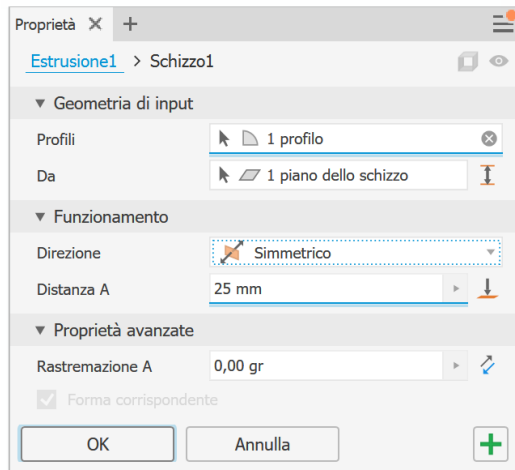 Proprietà
Estrusione1 > Schizzo1
Geometria di input
Profili 1 profilo
Da 1 piano dello schizzo
Funzionamento
Direzione Simmetrico
Distanza A 25 mm
Proprietà avanzate
Rastremazione A 0,00 gr
Forma corrispondente
OK Annulla